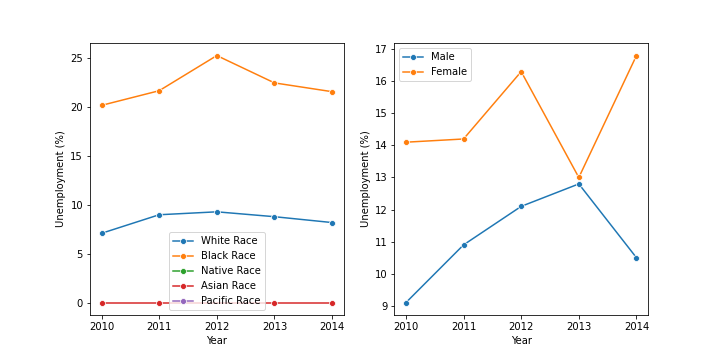 Unemployment (%)
25
20
15
10
5
0
White Race
Black Race
Native Race
Asian Race
Pacific Race
2010 2011 2012 2013 2014
Year
Unemployment (%)
17
16
15
14
13
12
11
10
9
Male
Female
2010 2011 2012 2013 2014
Year